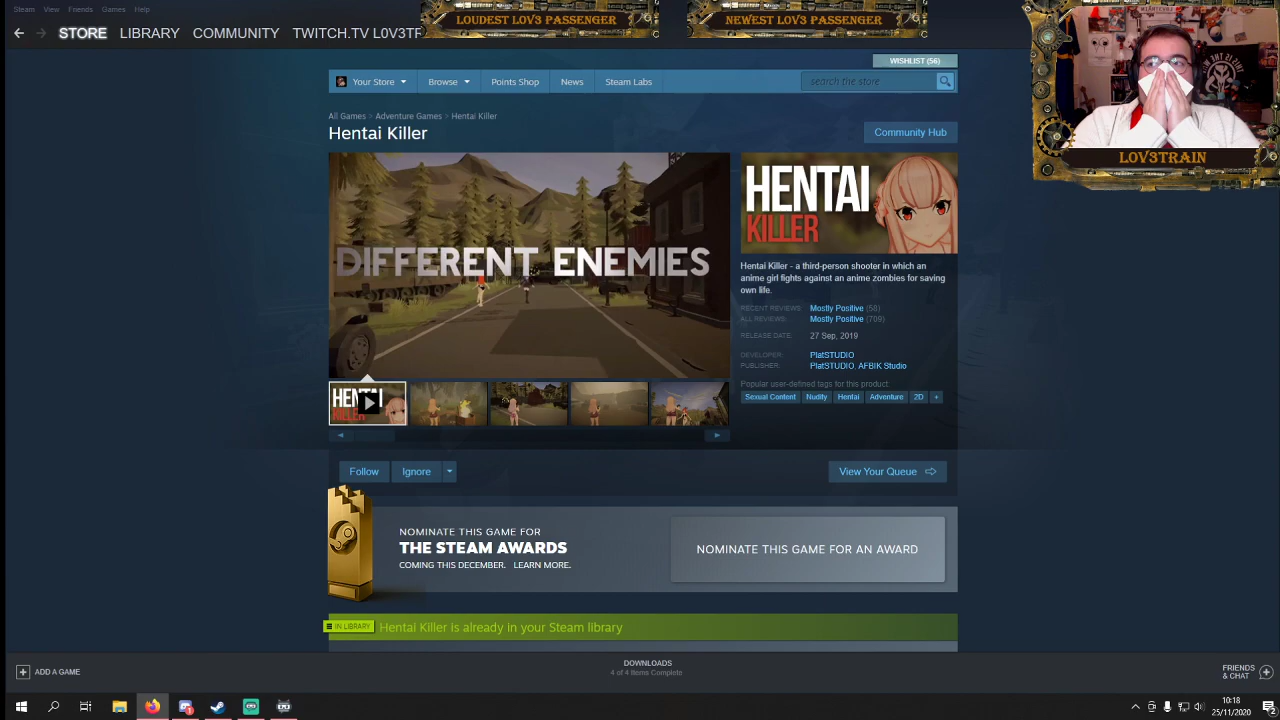 Steam View Friends Games Help
LOUDEST LOV3 PASSENGER
NEWEST LOV3 PASSENGER
STORE LIBRARY COMMUNITY TWITCH.TV L0V3TR
LOV3TRAIN
WISHLIST (56)
Your Store Browse Points Shop News Steam Labs search the store
All Games > Adventure Games > Hentai Killer
Hentai Killer
Community Hub
DIFFERENT ENEMIES
HENTAI
KILLER
Hentai Killer - a third-person shooter in which an
anime girl fights against an anime zombies for saving
own life.
RECENT REVIEWS: Mostly Positive (58)
ALL REVIEWS: Mostly Positive (709)
RELEASE DATE: 27 Sep, 2019
DEVELOPER: PlatSTUDIO
PUBLISHER: PlatSTUDIO, AFBIK Studio
Popular user-defined tags for this product:
Sexual Content Nudity Hentai Adventure 2D +
Follow Ignore
View Your Queue
NOMINATE THIS GAME FOR
THE STEAM AWARDS
COMING THIS DECEMBER. LEARN MORE.
NOMINATE THIS GAME FOR AN AWARD
IN LIBRARY
Hentai Killer is already in your Steam library
ADD A GAME
DOWNLOADS
4 of 4 Items Complete
FRIENDS
& CHAT
10:18
25/11/2020